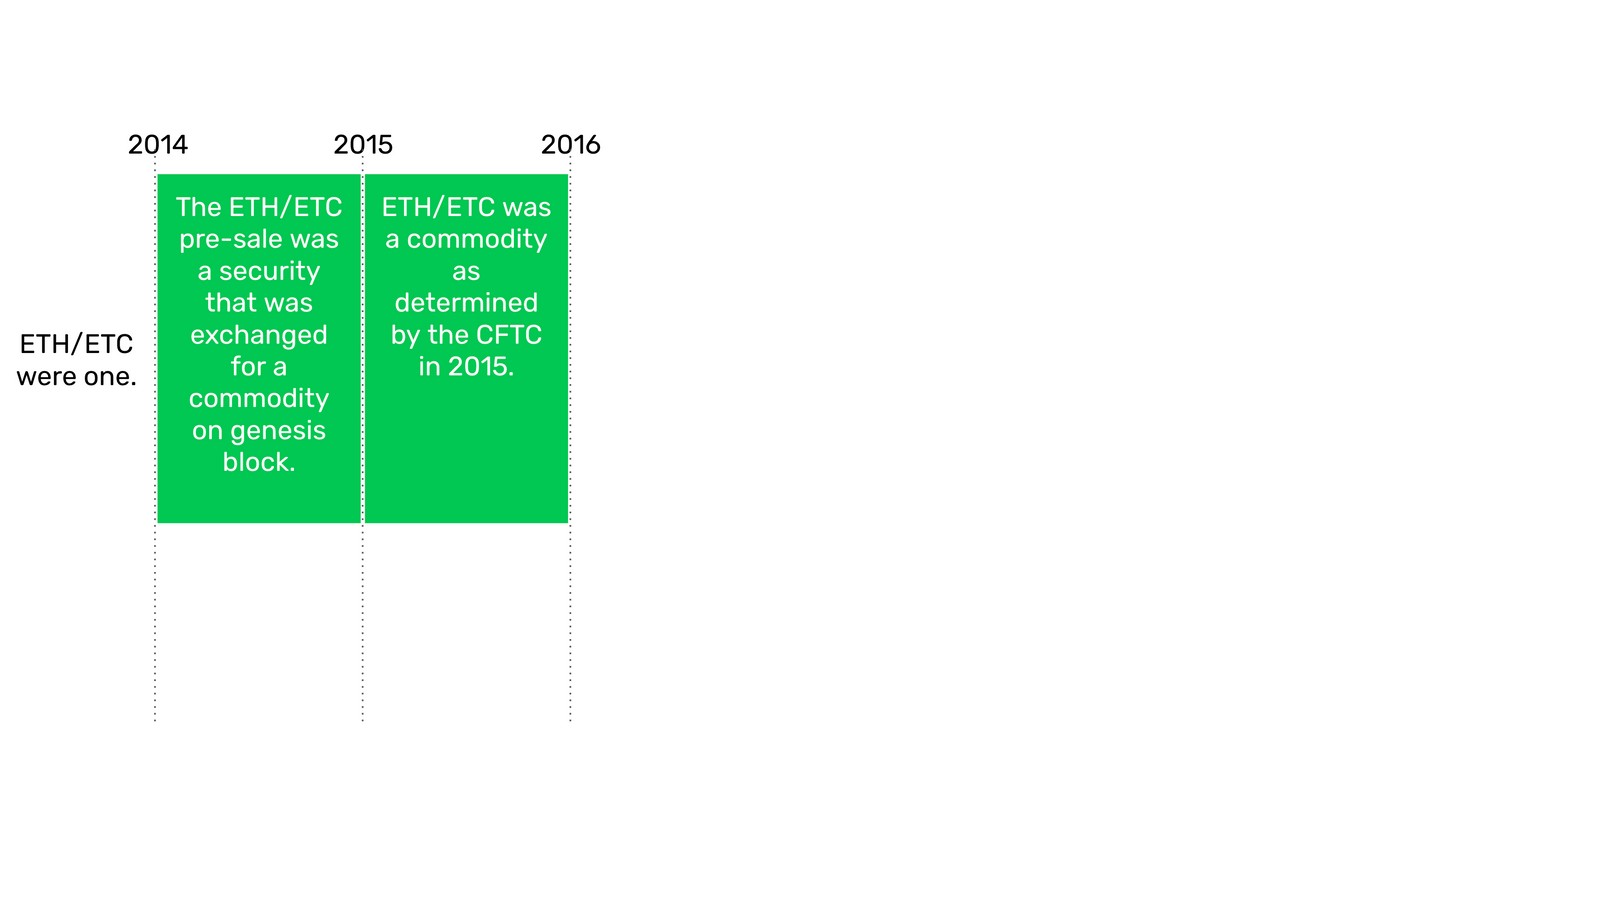 2014
2015
2016
ETH/ETC
were one.
The ETH/ETC
pre-sale was
a security
that was
exchanged
for a
commodity
on genesis
block.
ETH/ETC was
a commodity
as
determined
by the CFTC
in 2015.